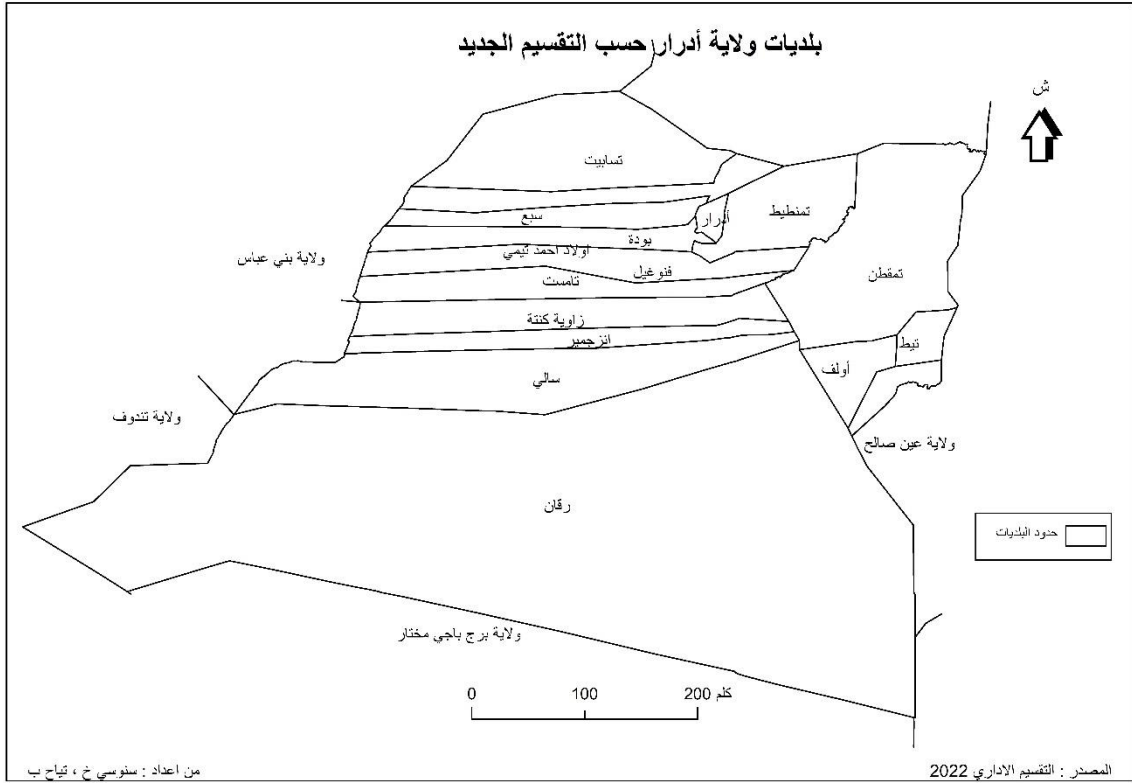 بلديات ولاية أدرار حسب التقسيم الجديد
ش
تسابيت
تمنطيط
أدرار
سبع
بودة
اولاد احمد تيمي
ولاية بني عباس
فنوغيل
تمقطن
تامست
زاوية كنتة
انزجمير
تيط
أولف
سالي
ولاية تندوف
ولاية عين صالح
رقان
حدود البلديات
ولاية برج باجي مختار
0 100 200 كلم
المصدر : التقسيم الاداري 2022
من اعداد : سنوسي خ ، تياح ب